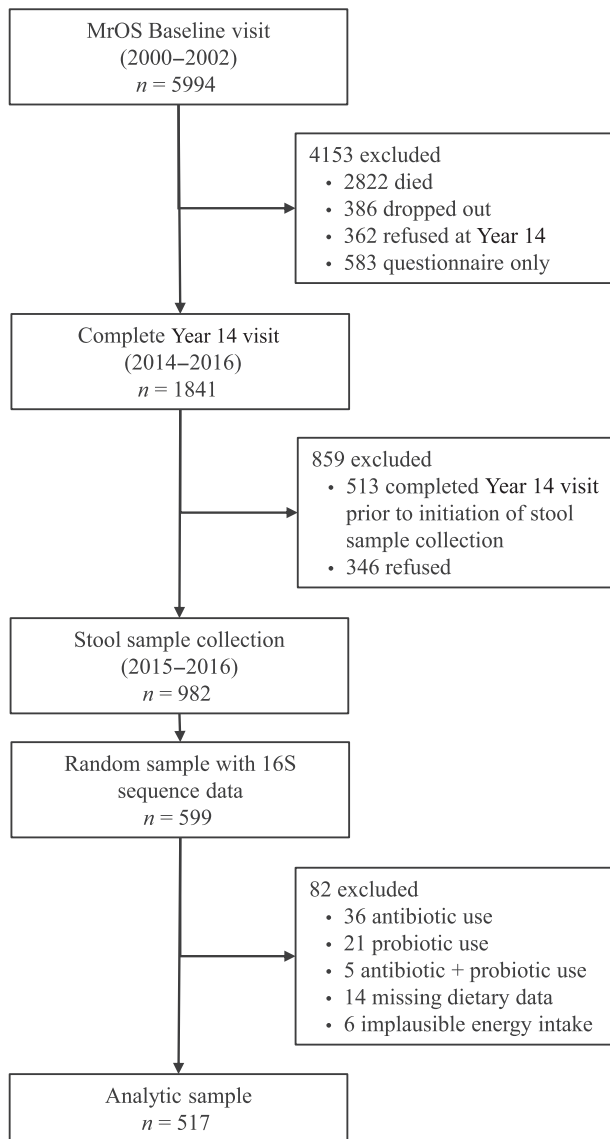 MrOS Baseline visit
(2000–2002)
n = 5994
4153 excluded
• 2822 died
• 386 dropped out
• 362 refused at Year 14
• 583 questionnaire only
Complete Year 14 visit
(2014–2016)
n = 1841
859 excluded
• 513 completed Year 14 visit
prior to initiation of stool
sample collection
• 346 refused
Stool sample collection
(2015–2016)
n = 982
Random sample with 16S
sequence data
n = 599
82 excluded
• 36 antibiotic use
• 21 probiotic use
• 5 antibiotic + probiotic use
• 14 missing dietary data
• 6 implausible energy intake
Analytic sample
n = 517